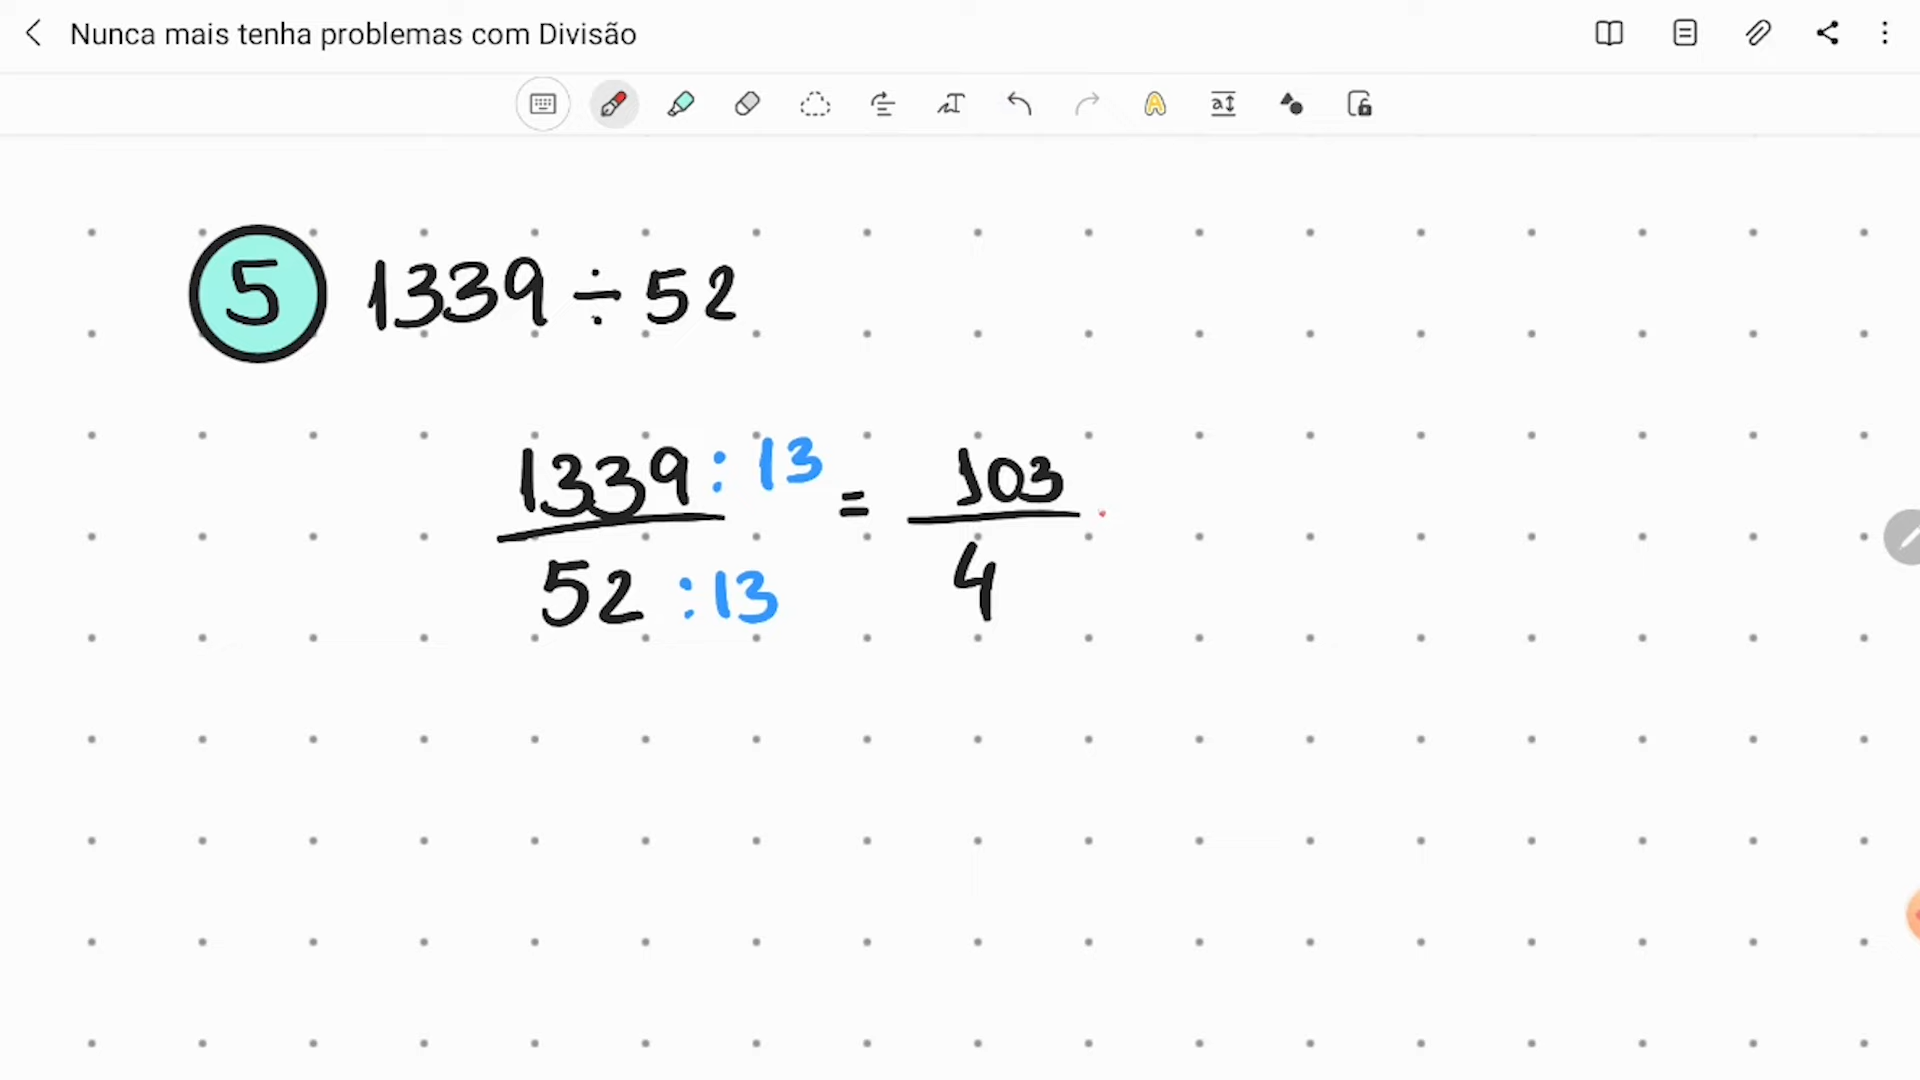 Nunca mais tenha problemas com Divisão
5 1339 ÷ 52
1339 : 13 = 103
52 : 13 4